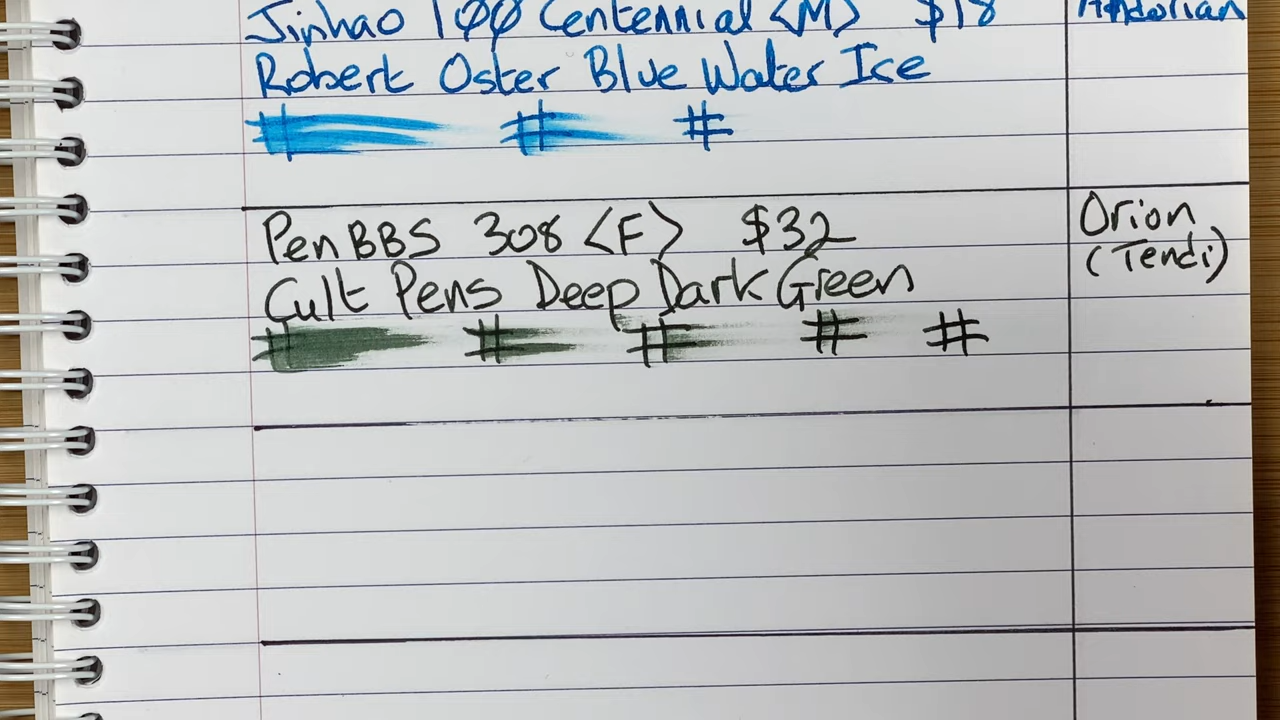 Jinhao 100 Centennial <M> $18 Andorian
Robert Oster Blue Water Ice
# # #
PenBBS 308 <F> $32 Orion
(Tendi)
Cult Pens Deep Dark Green
# # # # #